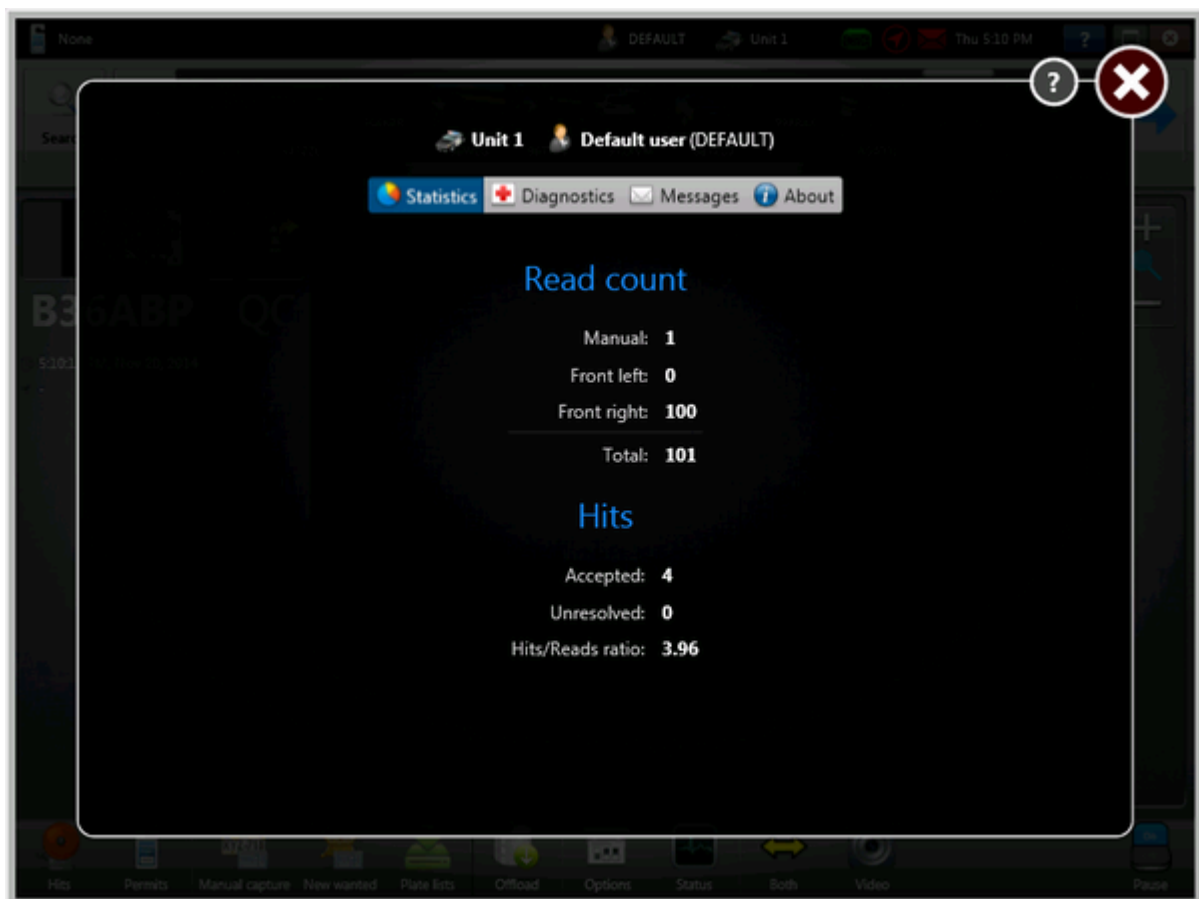 None DEFAULT Unit 1 Thu 5:10 PM ?
?
Unit 1 Default user (DEFAULT)
Statistics Diagnostics Messages About
Read count
B36ABP QC
Manual: 1
Front left: 0
Front right: 100
Total: 101
Hits
Accepted: 4
Unresolved: 0
Hits/Reads ratio: 3.96
Hits Permits Manual capture New wanted Plate lists Offload Options Status Both Video Pause